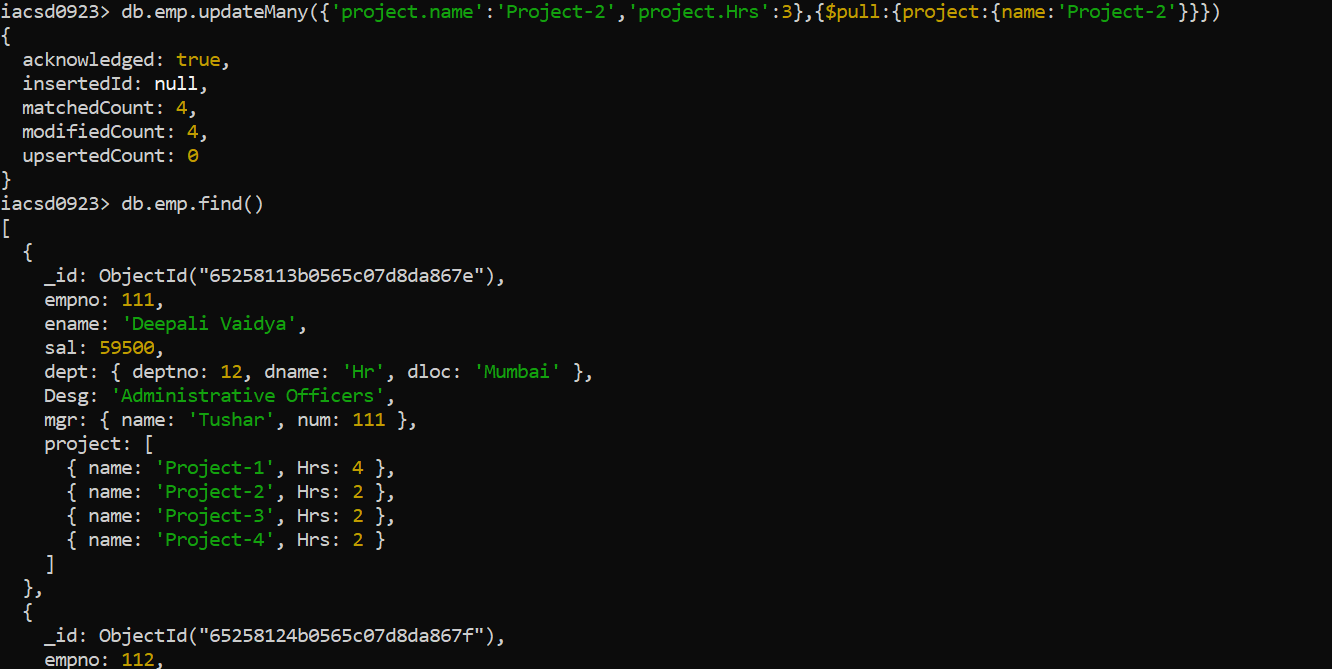 iacsd0923> db.emp.updateMany({'project.name':'Project-2','project.Hrs':3},{$pull:{project:{name:'Project-2'}}})
{
  acknowledged: true,
  insertedId: null,
  matchedCount: 4,
  modifiedCount: 4,
  upsertedCount: 0
}
iacsd0923> db.emp.find()
[
  {
    _id: ObjectId("65258113b0565c07d8da867e"),
    empno: 111,
    ename: 'Deepali Vaidya',
    sal: 59500,
    dept: { deptno: 12, dname: 'Hr', dloc: 'Mumbai' },
    Desg: 'Administrative Officers',
    mgr: { name: 'Tushar', num: 111 },
    project: [
      { name: 'Project-1', Hrs: 4 },
      { name: 'Project-2', Hrs: 2 },
      { name: 'Project-3', Hrs: 2 },
      { name: 'Project-4', Hrs: 2 }
    ]
  },
  {
    _id: ObjectId("65258124b0565c07d8da867f"),
    empno: 112,